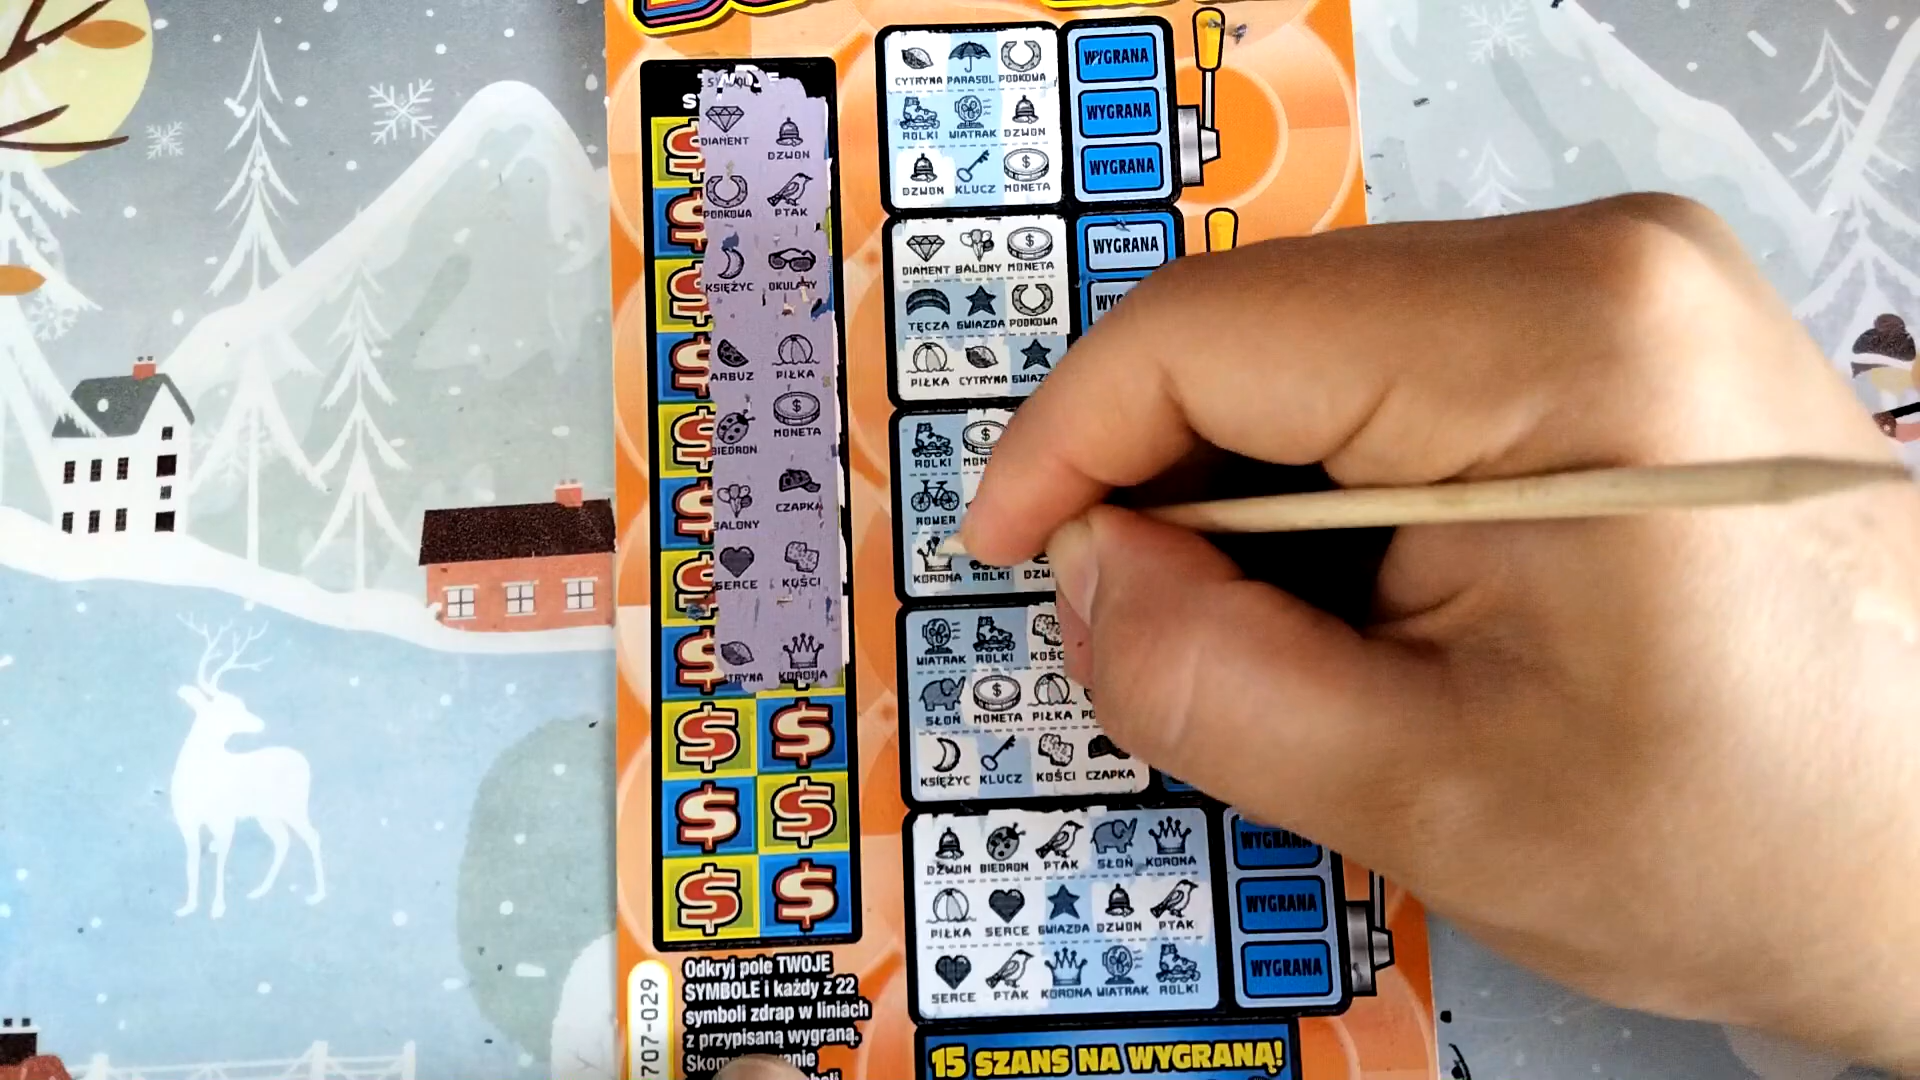 DIAMENT DZWON
PODKOWA PTAK
KSIĘŻYC OKULARY
ARBUZ PIŁKA
BIEDRON MONETA
BALONY CZAPKA
SERCE KOŚCI
KORONA
CYTRYNA PARASOL PODKOWA
ROLKI WIATRAK DZWON
DZWON KLUCZ MONETA
WYGRANA
WYGRANA
WYGRANA
DIAMENT BALONY MONETA
TĘCZA GWIAZDA PODKOWA
PIŁKA CYTRYNA
WYGRANA
ROLKI
ROWER
KORONA ROLKI
WIATRAK ROLKI
SŁOŃ MONETA PIŁKA
KSIĘŻYC KLUCZ KOŚCI CZAPKA
DZWON BIEDRON PTAK SŁOŃ KORONA
PIŁKA SERCE GWIAZDA DZWON PTAK
SERCE PTAK KORONA WIATRAK ROLKI
WYGRANA
WYGRANA
WYGRANA
707-029
Odkryj pole TWOJE
SYMBOLE i każdy z 22
symboli zdrap w liniach
z przypisaną wygraną.
15 SZANS NA WYGRANĄ!